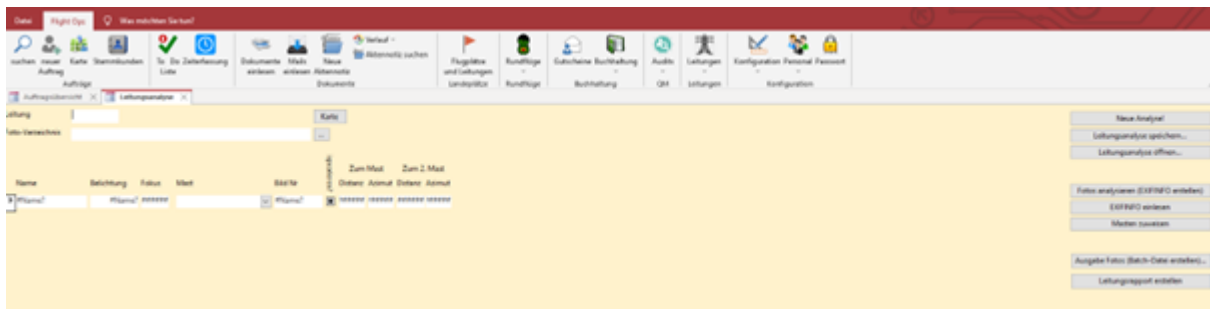 Datei Flight Ops Was möchten Sie tun?
suchen neuer Auftrag Karte Stammkunden To Do Liste Zeiterfassung Dokumente einlesen Mails einlesen Neue Aktennotiz Verlauf Aktennotiz suchen Flugplätze und Leitungen Rundflüge Gutscheine Buchhaltung Audits Leitungen Konfiguration Personal Passwort
Aufträge Dokumente Landeplätze Rundflüge Buchhaltung QM Leitungen Konfiguration
Auftragsübersicht Leitungsanalyse
Leitung Karte Neue Analyse!
Foto-Verzeichnis ... Leitungsanalyse speichern...
Leitungsanalyse öffnen...
Zum Mast Zum 2. Mast
Name Belichtung Fokus Mast Bild Nr Distanz Azimut Distanz Azimut
#Name? #Name? ###### #Name? ###### ###### ###### ######
Fotos analysieren (EXIFINFO erstellen)
EXIFINFO einlesen
Masten zuweisen
Ausgabe Fotos (Batch-Datei erstellen)...
Leitungsrapport erstellen